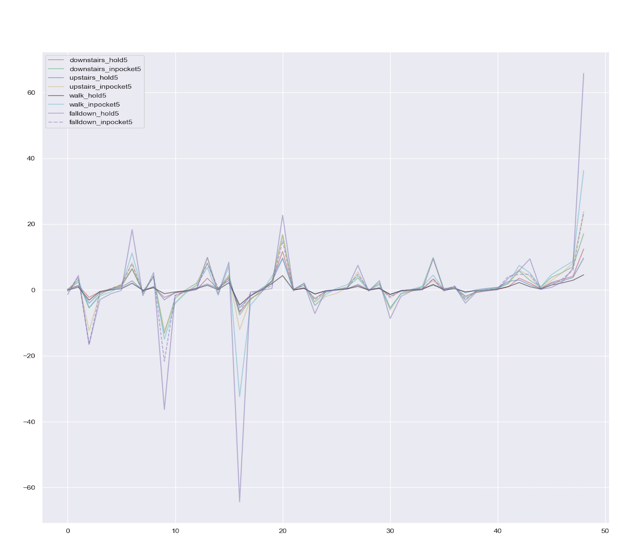 downstairs_hold5
downstairs_inpocket5
upstairs_hold5
upstairs_inpocket5
walk_hold5
walk_inpocket5
falldown_hold5
falldown_inpocket5
60
40
20
0
−20
−40
−60
0 10 20 30 40 50